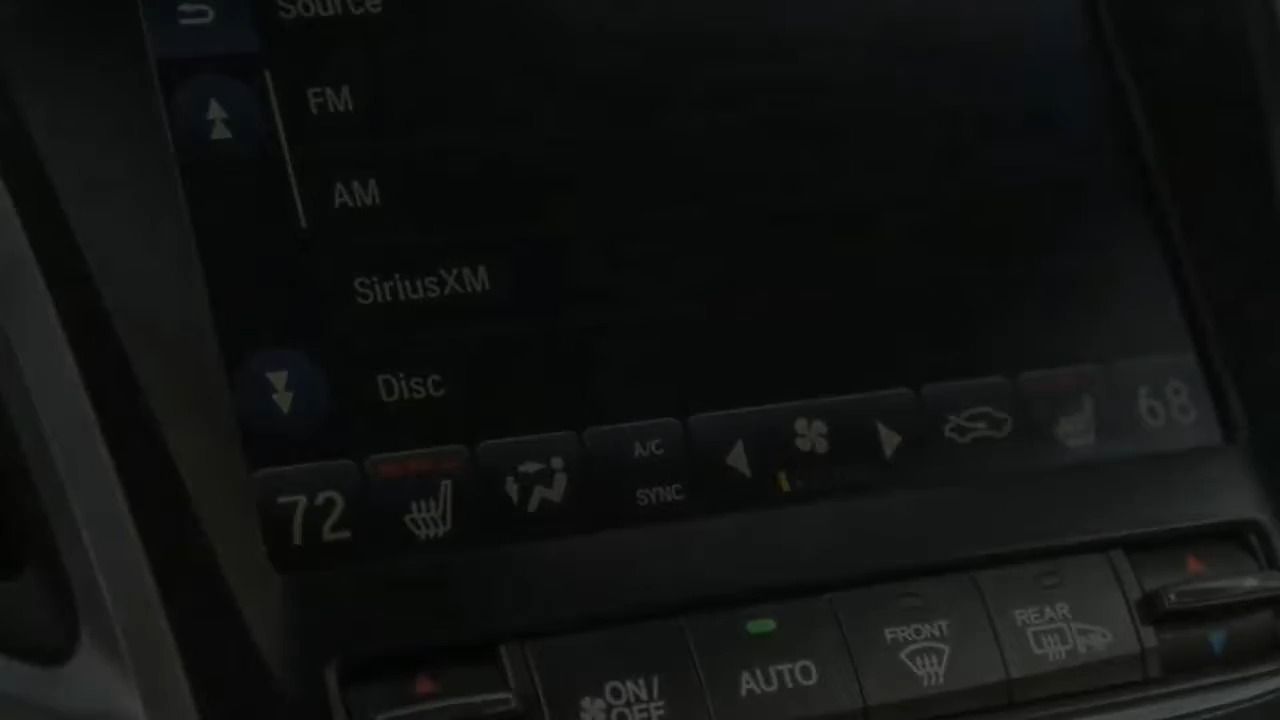 Source
FM
AM
SiriusXM
Disc
72
A/C
SYNC
68
ON/
OFF
AUTO
FRONT
REAR